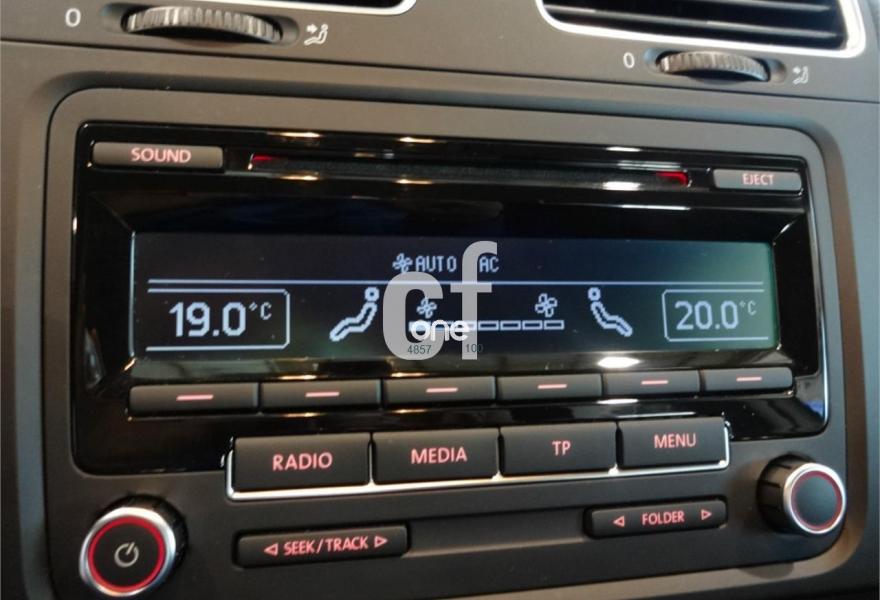 0
0
SOUND
EJECT
AUTO AC
19.0°C
20.0°C
cf
one
4857 100
RADIO
MEDIA
TP
MENU
SEEK/TRACK
FOLDER